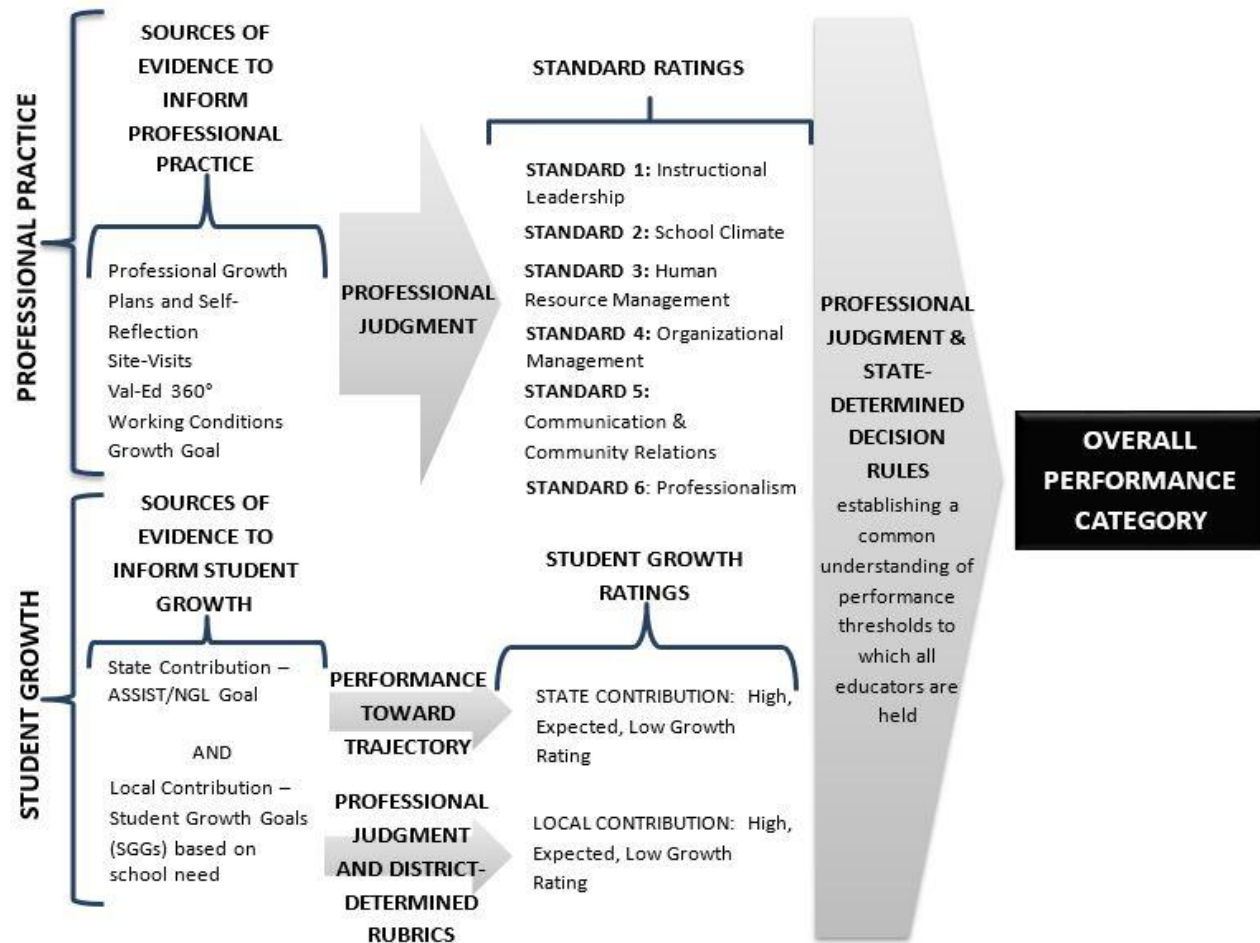 PROFESSIONAL PRACTICE
SOURCES OF
EVIDENCE TO
INFORM
PROFESSIONAL
PRACTICE
Professional Growth
Plans and Self-
Reflection
Site-Visits
Val-Ed 360°
Working Conditions
Growth Goal
PROFESSIONAL
JUDGMENT
STANDARD RATINGS
STANDARD 1: Instructional
Leadership
STANDARD 2: School Climate
STANDARD 3: Human
Resource Management
STANDARD 4: Organizational
Management
STANDARD 5:
Communication &
Community Relations
STANDARD 6: Professionalism
STUDENT GROWTH
SOURCES OF
EVIDENCE TO
INFORM STUDENT
GROWTH
State Contribution –
ASSIST/NGL Goal
AND
Local Contribution –
Student Growth Goals
(SGGs) based on
school need
PERFORMANCE
TOWARD
TRAJECTORY
PROFESSIONAL
JUDGMENT
AND DISTRICT-
DETERMINED
RUBRICS
STUDENT GROWTH
RATINGS
STATE CONTRIBUTION: High,
Expected, Low Growth
Rating
LOCAL CONTRIBUTION: High,
Expected, Low Growth
Rating
PROFESSIONAL
JUDGMENT &
STATE-
DETERMINED
DECISION
RULES
establishing a
common
understanding of
performance
thresholds to
which all
educators are
held
OVERALL
PERFORMANCE
CATEGORY